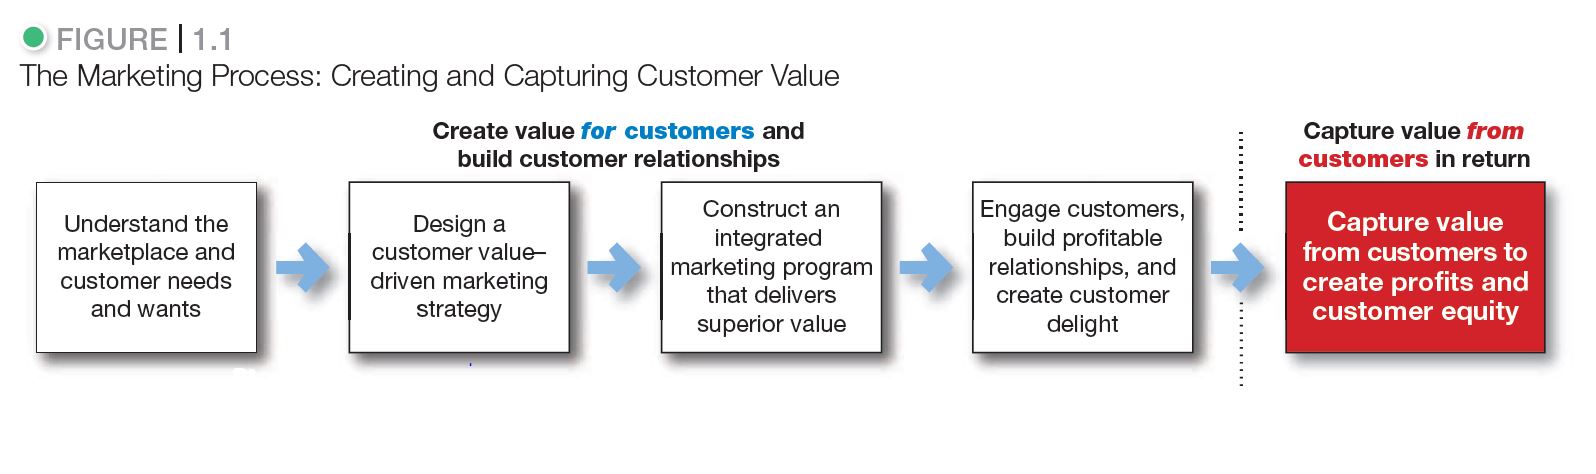 FIGURE | 1.1
The Marketing Process: Creating and Capturing Customer Value
Create value for customers and
build customer relationships
Capture value from
customers in return
Understand the
marketplace and
customer needs
and wants
Design a
customer value–
driven marketing
strategy
Construct an
integrated
marketing program
that delivers
superior value
Engage customers,
build profitable
relationships, and
create customer
delight
Capture value
from customers to
create profits and
customer equity